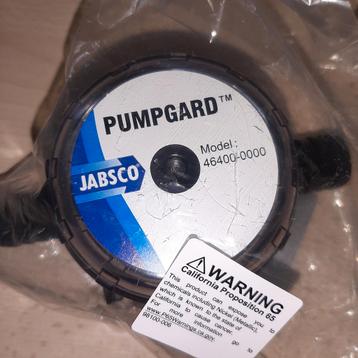 PUMPGARD™
Model:
46400-0000
JABSCO
WARNING
California Proposition 65
This product can expose you to
chemicals including Nickel (Metallic),
which is known to the state of
California to cause cancer.
For more information go to
www.P65Warnings.ca.gov.
98100-006